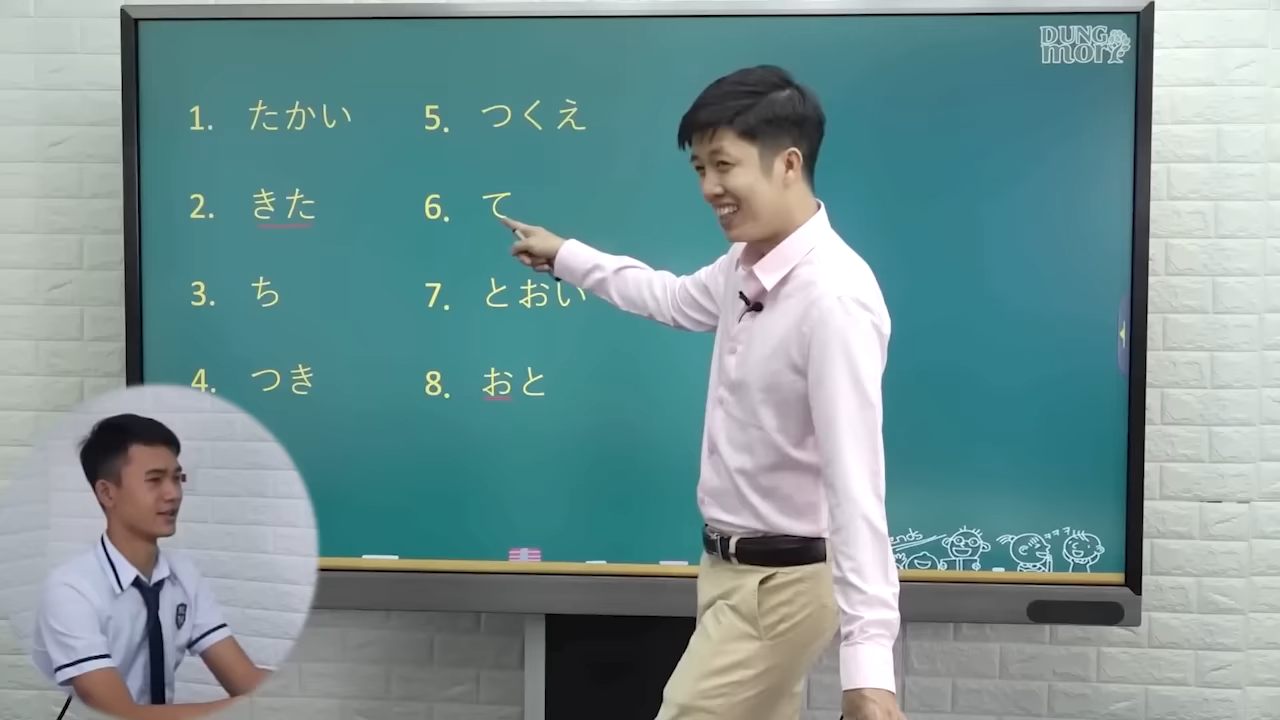 DUNG
mori
1. たかい
2. きた
3. ち
4. つき
5. つくえ
6. て
7. とおい
8. おと
ends